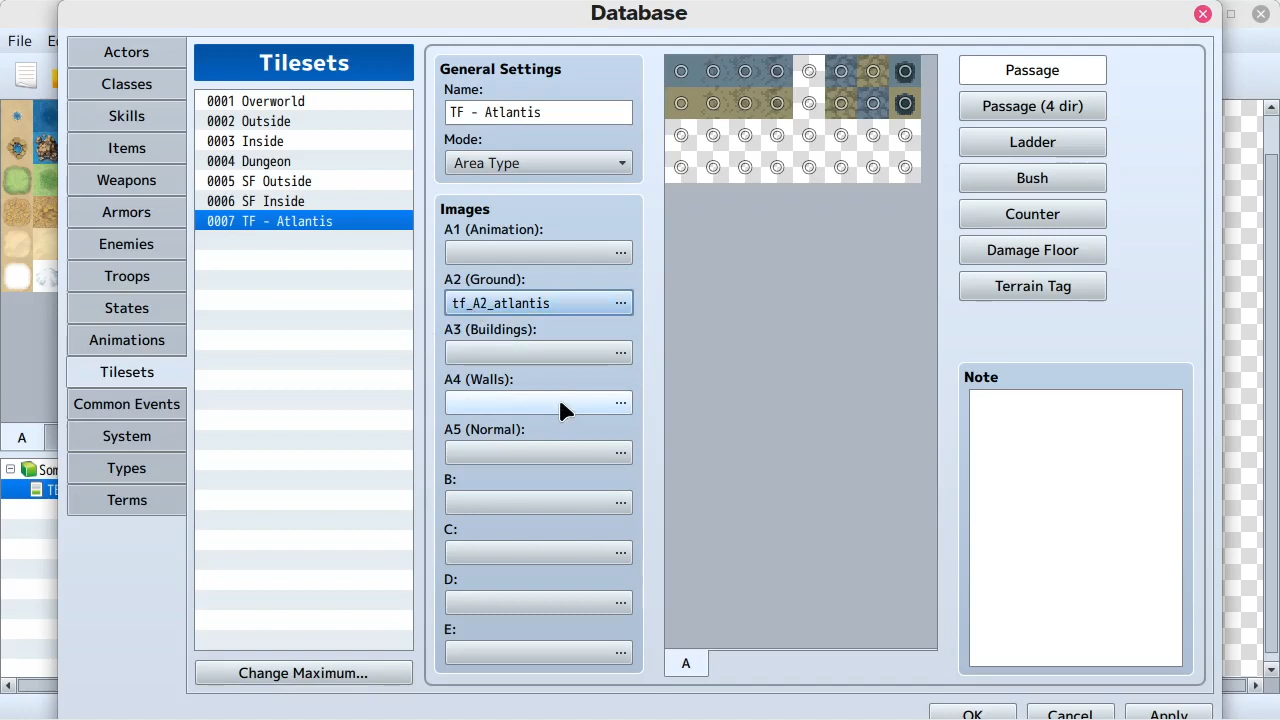 Database
File
Actors
Classes
Skills
Items
Weapons
Armors
Enemies
Troops
States
Animations
Tilesets
Common Events
System
Types
Terms
Tilesets
0001 Overworld
0002 Outside
0003 Inside
0004 Dungeon
0005 SF Outside
0006 SF Inside
0007 TF - Atlantis
Change Maximum...
General Settings
Name:
TF - Atlantis
Mode:
Area Type
Images
A1 (Animation):
...
A2 (Ground):
tf_A2_atlantis ...
A3 (Buildings):
...
A4 (Walls):
...
A5 (Normal):
...
B:
...
C:
...
D:
...
E:
...
A
Passage
Passage (4 dir)
Ladder
Bush
Counter
Damage Floor
Terrain Tag
Note
A
OK
Cancel
Apply